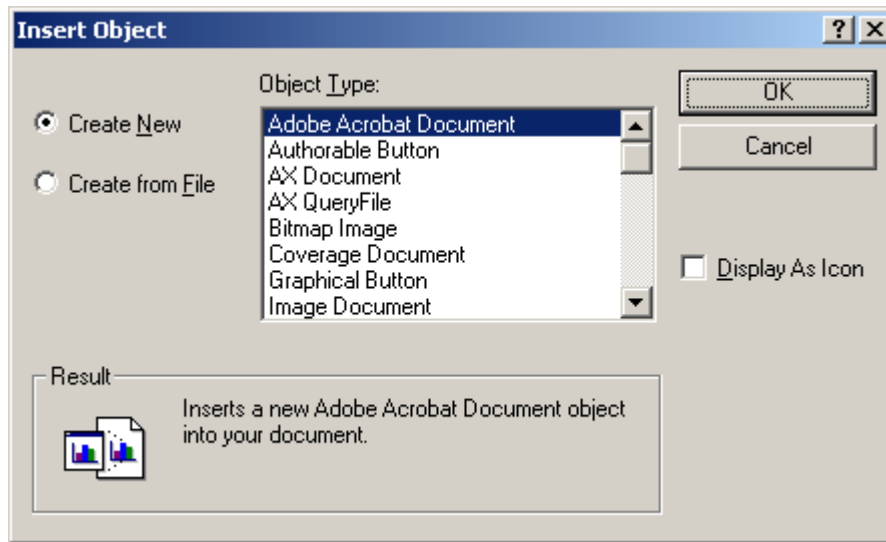 Insert Object
Object Type:
Create New
Create from File
Adobe Acrobat Document
Authorable Button
AX Document
AX QueryFile
Bitmap Image
Coverage Document
Graphical Button
Image Document
OK
Cancel
Display As Icon
Result
Inserts a new Adobe Acrobat Document object
into your document.